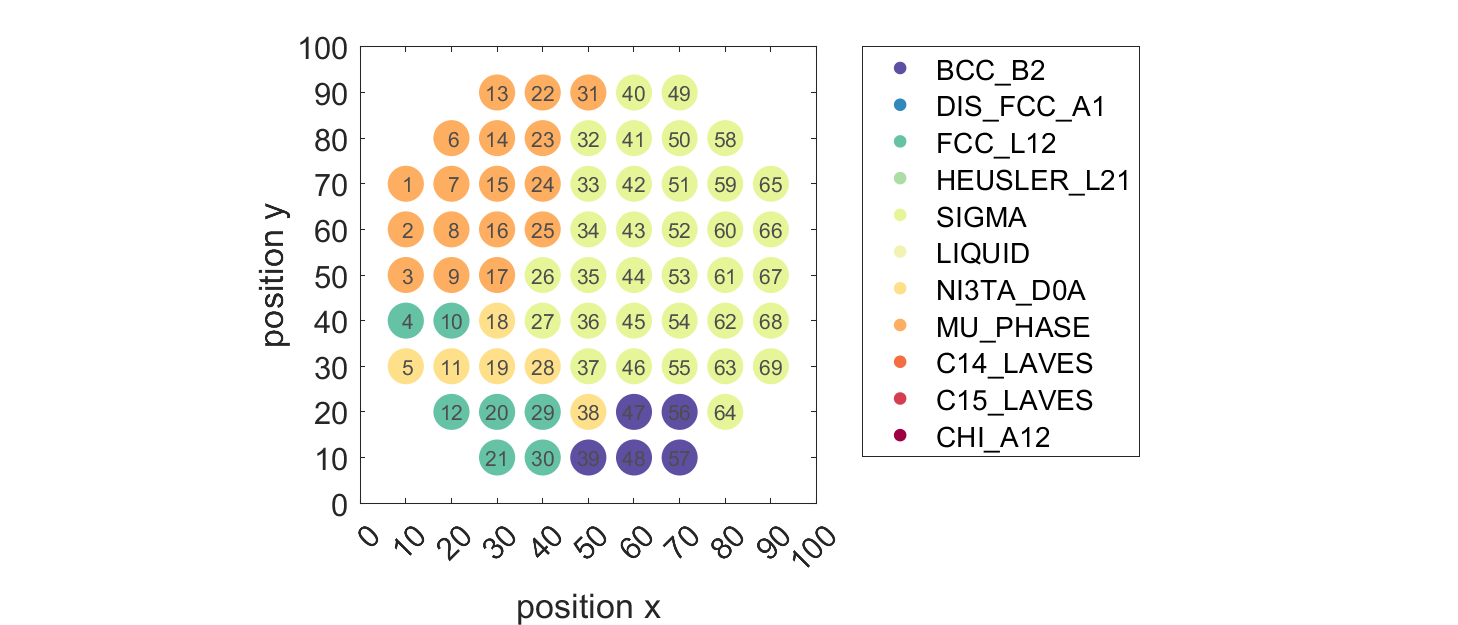 100
90
80
70
60
50
40
30
20
10
0
position y
13 22 31 40 49
6 14 23 32 41 50 58
1 7 15 24 33 42 51 59 65
2 8 16 25 34 43 52 60 66
3 9 17 26 35 44 53 61 67
4 10 18 27 36 45 54 62 68
5 11 19 28 37 46 55 63 69
12 20 29 38 47 56 64
21 30 39 48 57
0 10 20 30 40 50 60 70 80 90 100
position x
BCC_B2
DIS_FCC_A1
FCC_L12
HEUSLER_L21
SIGMA
LIQUID
NI3TA_D0A
MU_PHASE
C14_LAVES
C15_LAVES
CHI_A12